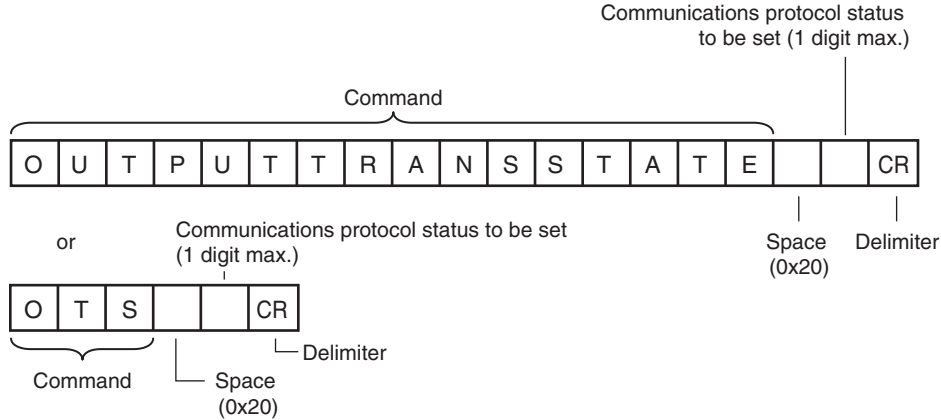 Communications protocol status
to be set (1 digit max.)
Command
O U T P U T T R A N S S T A T E CR
Space
(0x20)
Delimiter
or
Communications protocol status to be set
(1 digit max.)
O T S CR
Delimiter
Command
Space
(0x20)